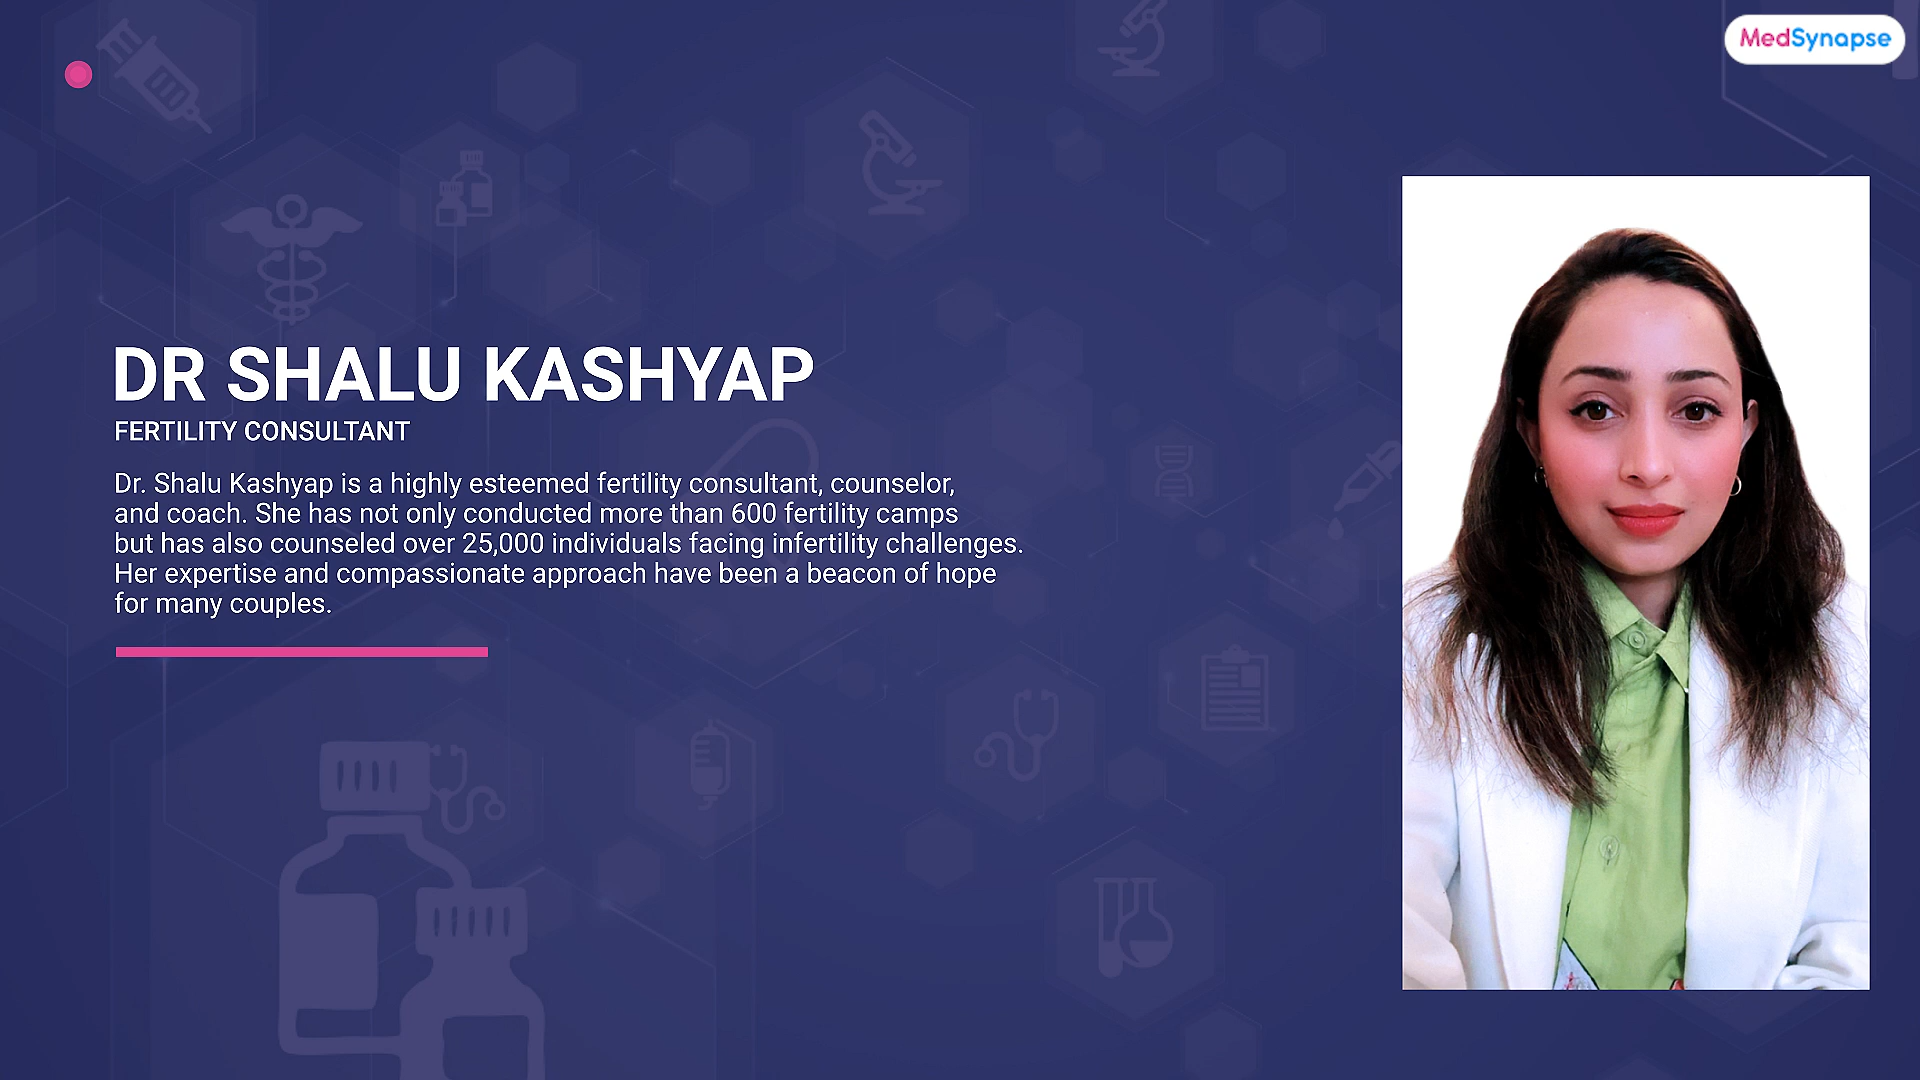 MedSynapse
DR SHALU KASHYAP
FERTILITY CONSULTANT
Dr. Shalu Kashyap is a highly esteemed fertility consultant, counselor,
and coach. She has not only conducted more than 600 fertility camps
but has also counseled over 25,000 individuals facing infertility challenges.
Her expertise and compassionate approach have been a beacon of hope
for many couples.